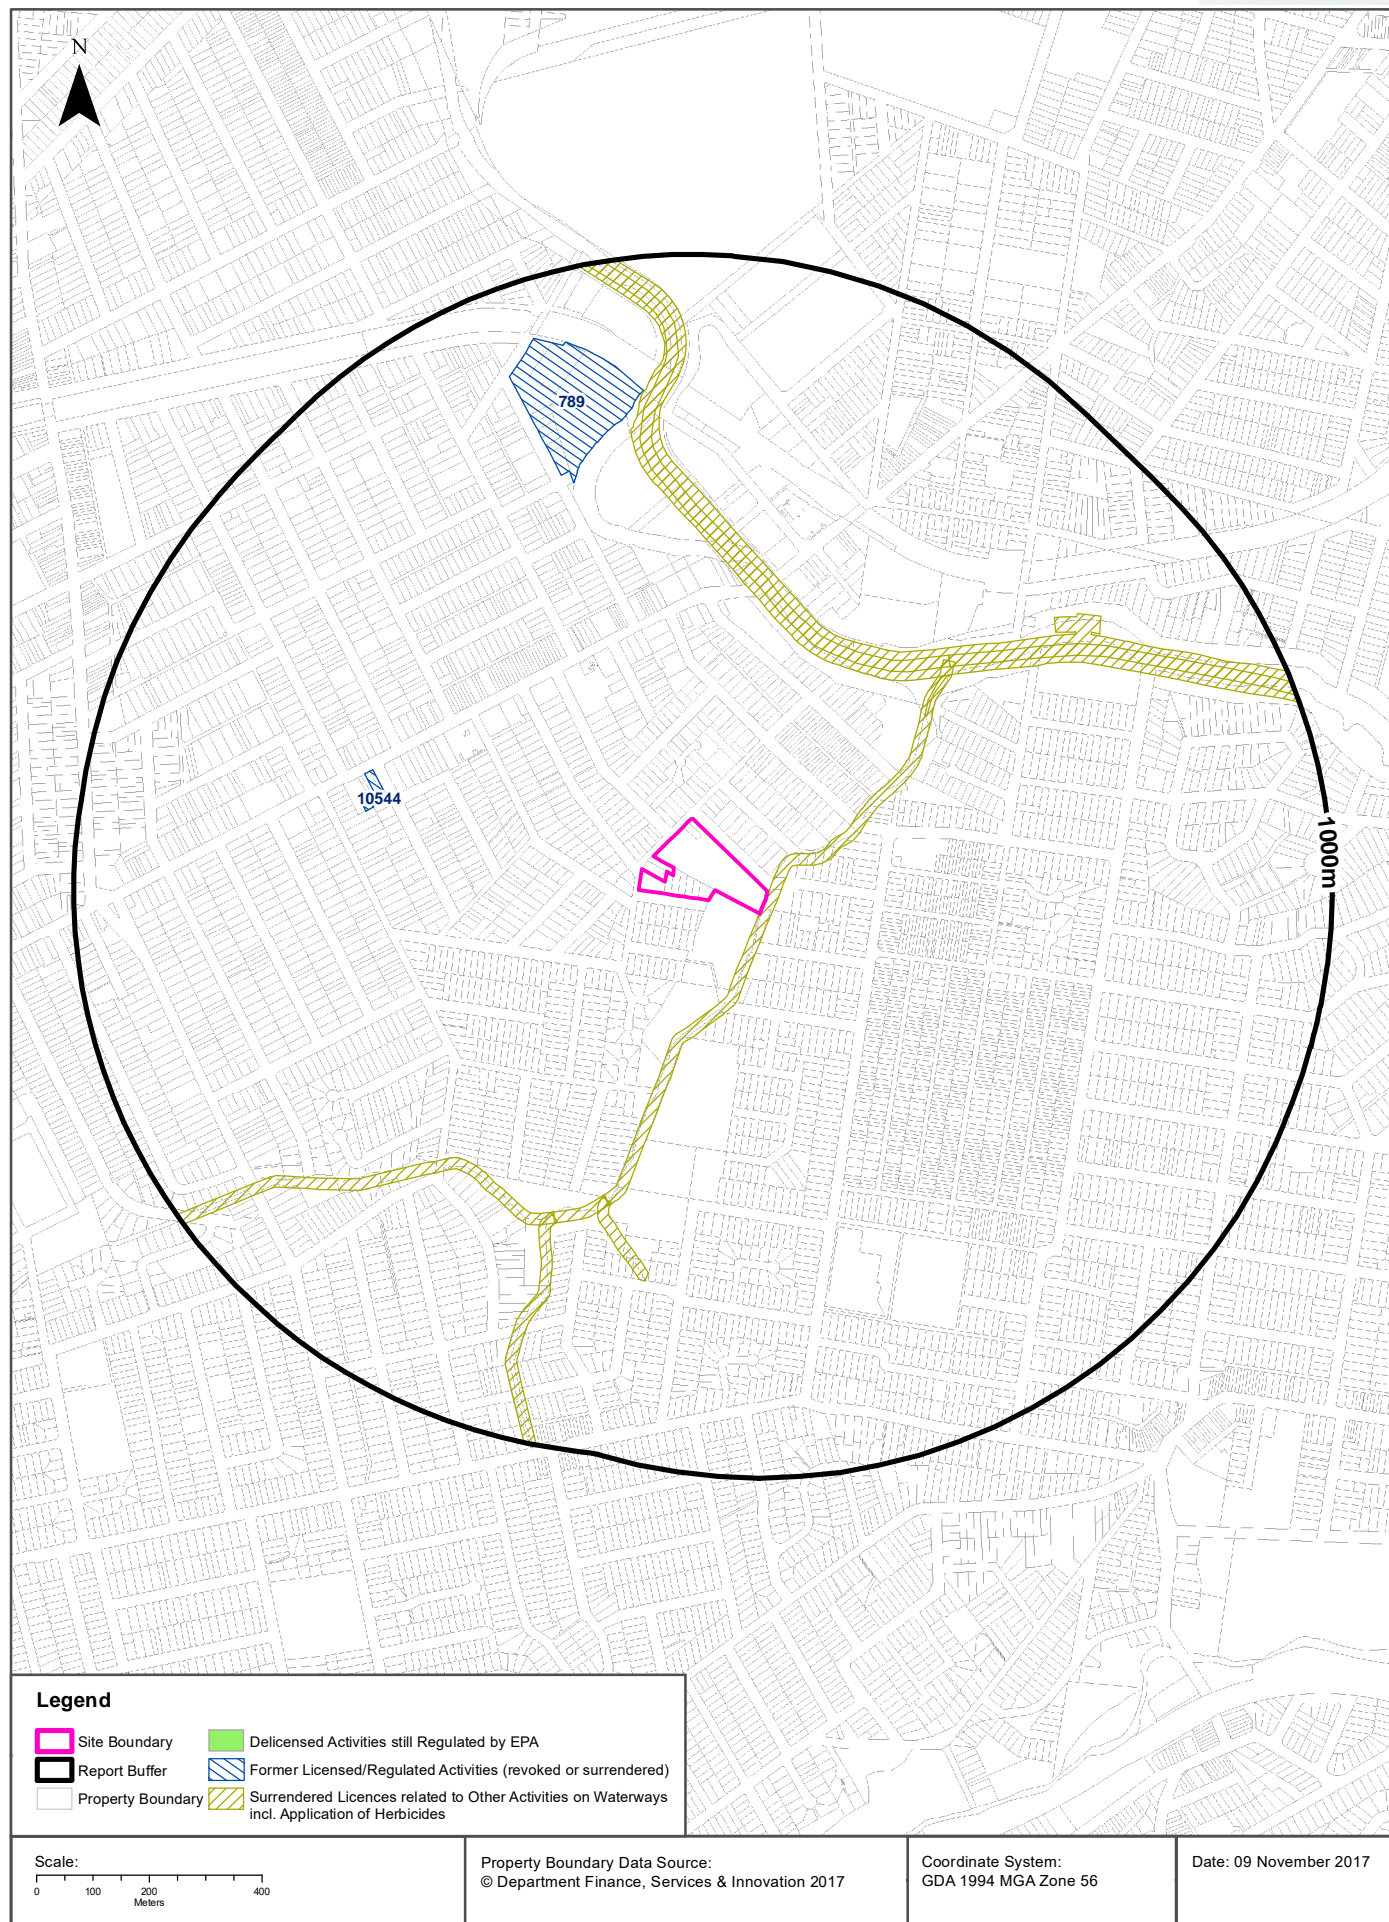 N
789
10544
1000m
Legend
Site Boundary
Report Buffer
Property Boundary
Delicensed Activities still Regulated by EPA
Former Licensed/Regulated Activities (revoked or surrendered)
Surrendered Licences related to Other Activities on Waterways
incl. Application of Herbicides
Scale:
0 100 200 400
Meters
Property Boundary Data Source:
© Department Finance, Services & Innovation 2017
Coordinate System:
GDA 1994 MGA Zone 56
Date: 09 November 2017